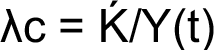 λc = Ḱ/Y(t)